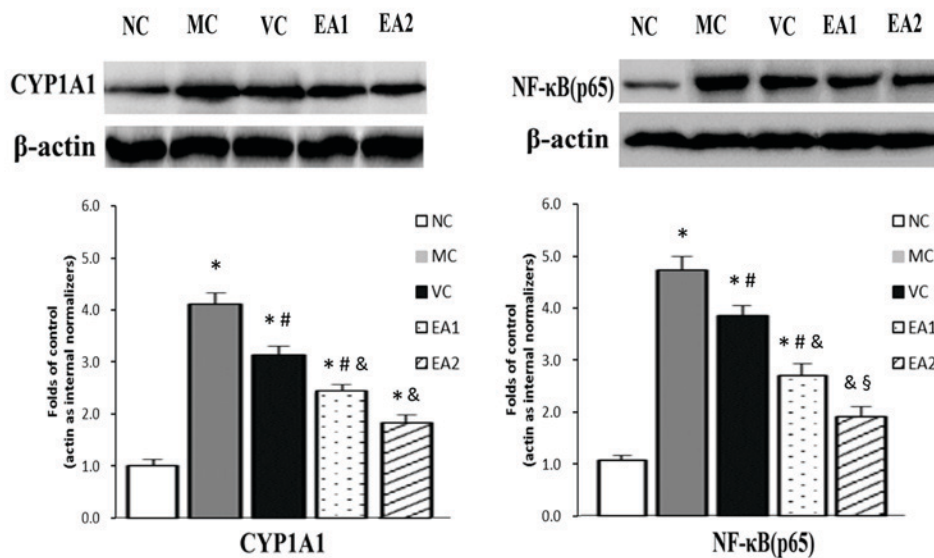 NC MC VC EA1 EA2
CYP1A1
β-actin
6.0
5.0
4.0
3.0
2.0
1.0
0.0
Folds of control
(actin as internal normalizers)
*
* #
* # &
* &
NC
MC
VC
EA1
EA2
CYP1A1
NC MC VC EA1 EA2
NF-κB(p65)
β-actin
6.0
5.0
4.0
3.0
2.0
1.0
0.0
Folds of control
(actin as internal normalizers)
*
* #
* # &
& §
NC
MC
VC
EA1
EA2
NF-κB(p65)